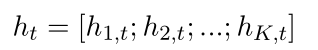 $h_t = [h_{1,t}; h_{2,t}; ...; h_{K,t}]$